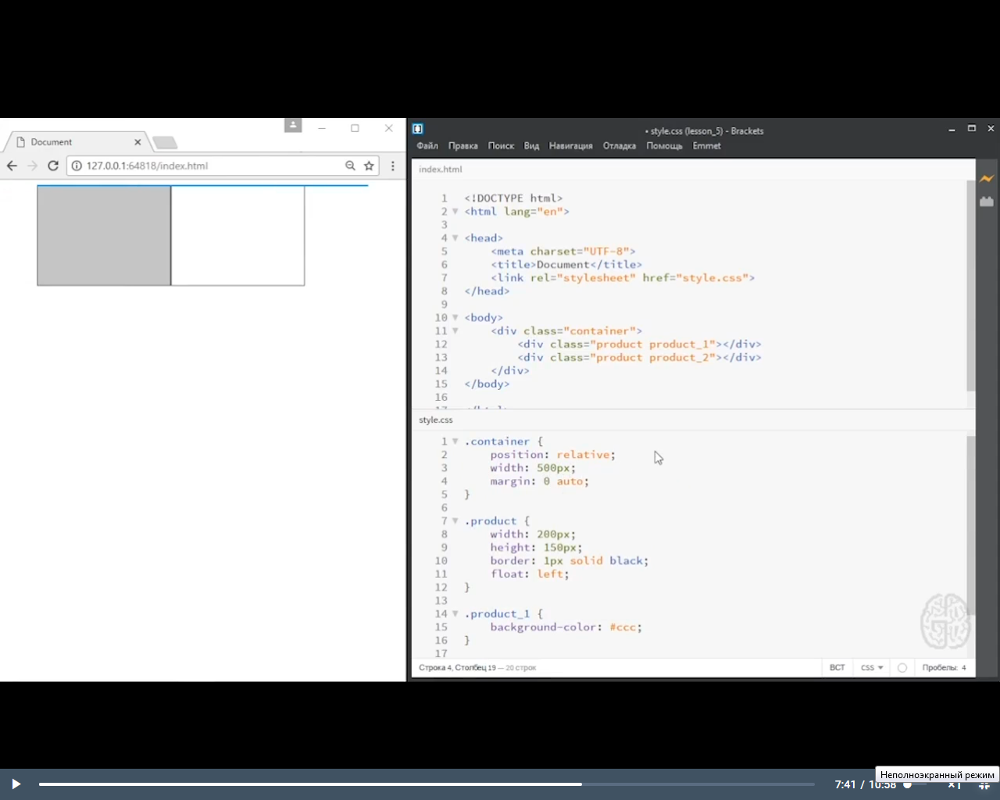 Document
127.0.0.1:64818/index.html
• style.css (lesson_5) - Brackets
Файл Правка Поиск Вид Навигация Отладка Помощь Emmet
index.html
1 <!DOCTYPE html>
2 <html lang="en">
3
4 <head>
5 <meta charset="UTF-8">
6 <title>Document</title>
7 <link rel="stylesheet" href="style.css">
8 </head>
9
10 <body>
11 <div class="container">
12 <div class="product product_1"></div>
13 <div class="product product_2"></div>
14 </div>
15 </body>
16
style.css
1 .container {
2 position: relative;
3 width: 500px;
4 margin: 0 auto;
5 }
6
7 .product {
8 width: 200px;
9 height: 150px;
10 border: 1px solid black;
11 float: left;
12 }
13
14 .product_1 {
15 background-color: #ccc;
16 }
17
Строка 4, Столбец 19 — 20 строк
ВСТ CSS Пробелы: 4
Неполноэкранный режим
7:41 / 10:58